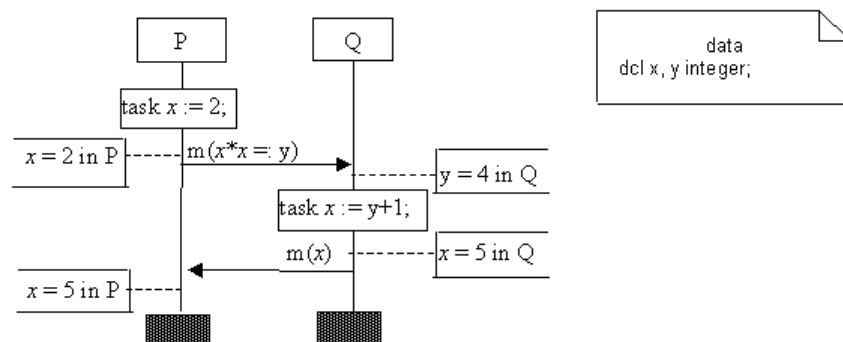 P
Q
data
dcl x, y integer;
task x := 2;
x = 2 in P
m(x*x =: y)
y = 4 in Q
task x := y+1;
m(x)
x = 5 in Q
x = 5 in P